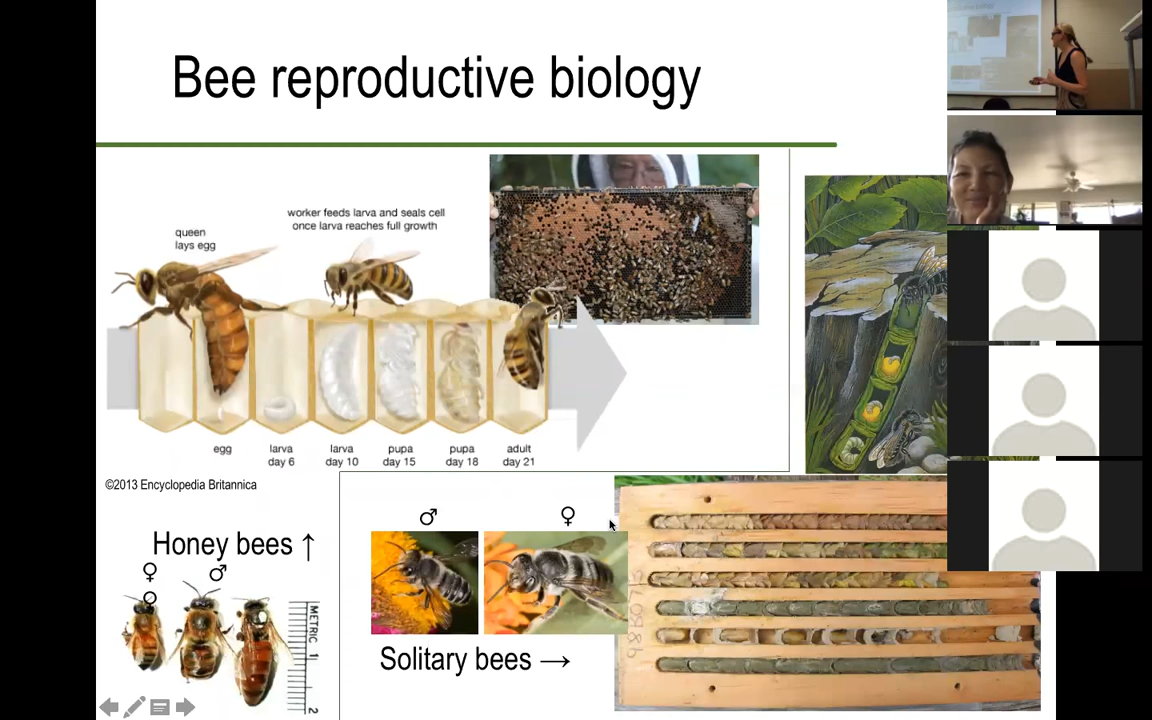 Bee reproductive biology
queen
lays egg
worker feeds larva and seals cell
once larva reaches full growth
egg
larva
day 6
larva
day 10
pupa
day 15
pupa
day 18
adult
day 21
©2013 Encyclopedia Britannica
Honey bees ↑
♀
♂
♀
METRIC 1
2
♂
♀
Solitary bees →